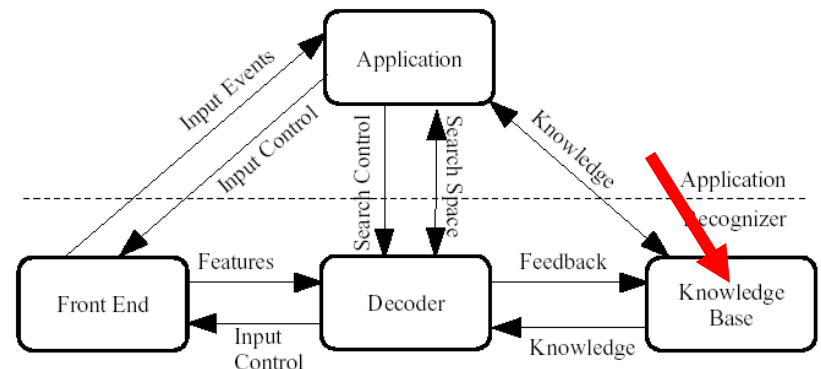 Application
Input Events
Input Control
Search Control
Search Space
Knowledge
Application
Recognizer
Features
Feedback
Front End
Decoder
Knowledge
Base
Input
Control
Knowledge